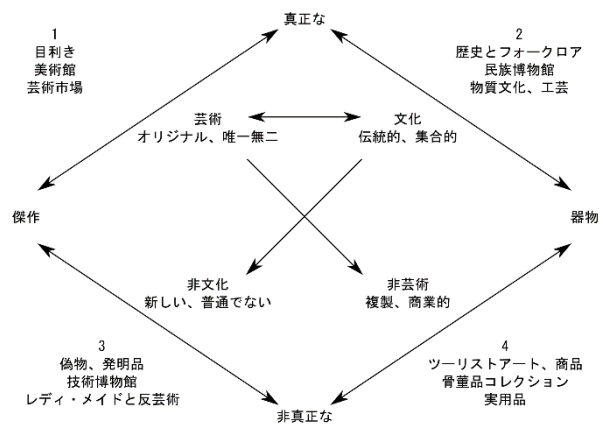 真正な
1
目利き
美術館
芸術市場
2
歴史とフォークロア
民族博物館
物質文化、工芸
芸術
オリジナル、唯一無二
文化
伝統的、集合的
傑作
器物
非文化
新しい、普通でない
非芸術
複製、商業的
3
偽物、発明品
技術博物館
レディ・メイドと反芸術
4
ツーリストアート、商品
骨董品コレクション
実用品
非真正な